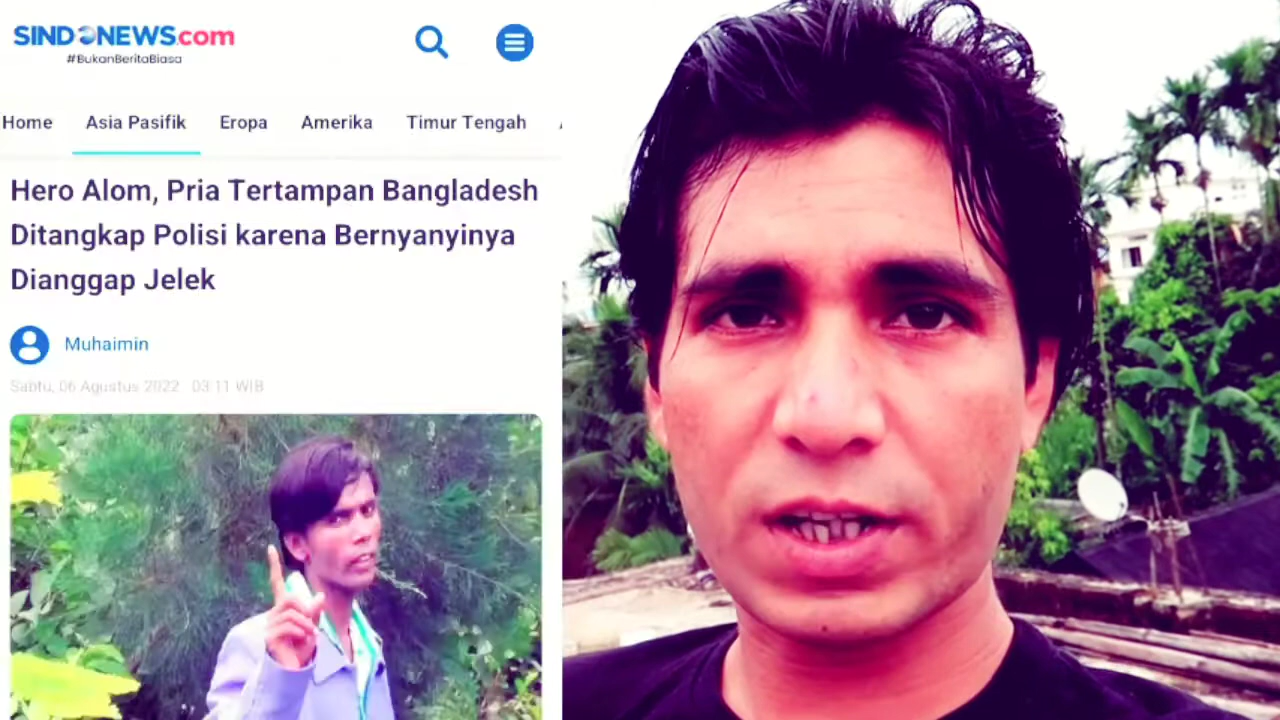 SINDONEWS.com
#BukanBeritaBiasa
Home Asia Pasifik Eropa Amerika Timur Tengah
Hero Alom, Pria Tertampan Bangladesh
Ditangkap Polisi karena Bernyanyinya
Dianggap Jelek
Muhaimin
Sabtu, 06 Agustus 2022 03:11 WIB